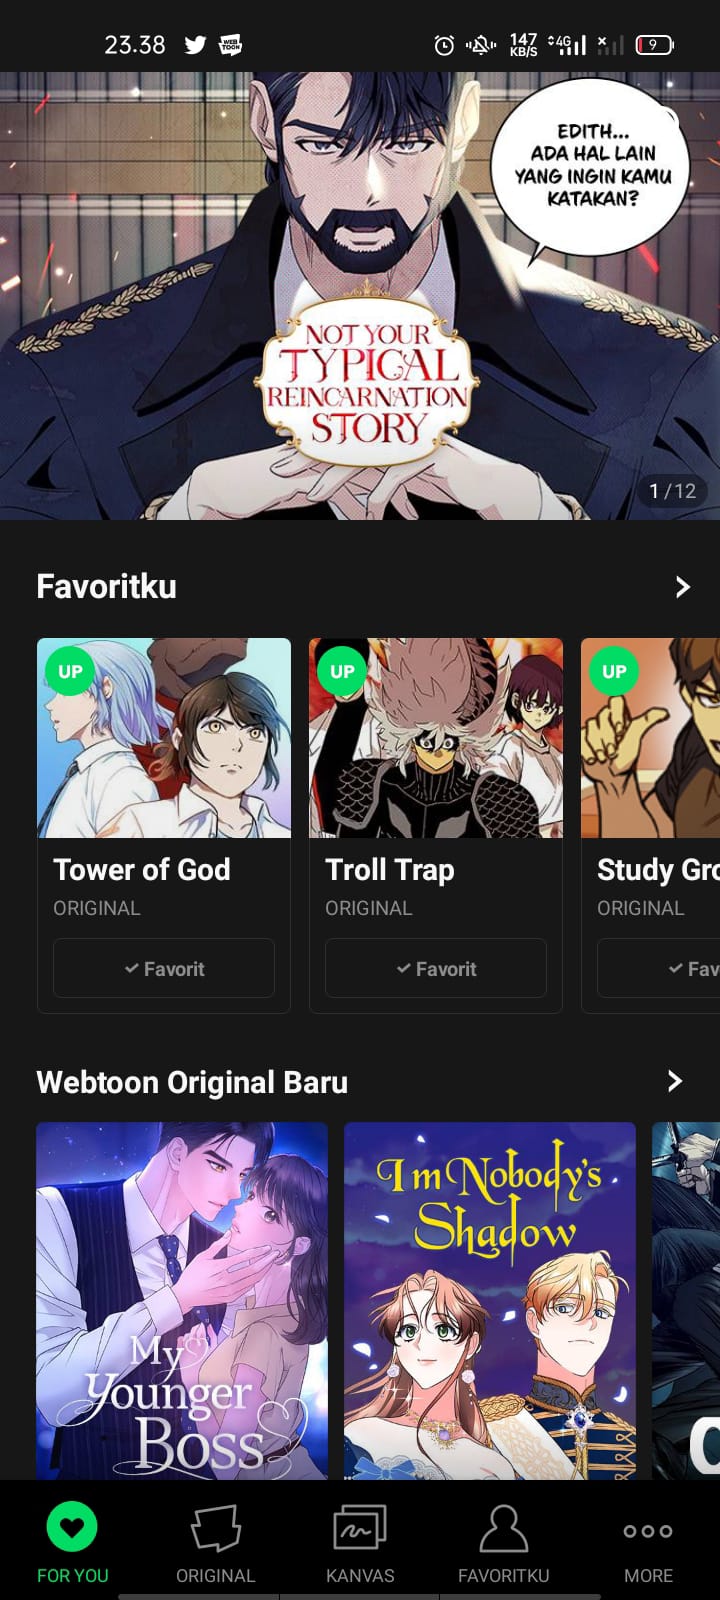 23.38
WEB
TOON
147
KB/S
4G
9
EDITH...
ADA HAL LAIN
YANG INGIN KAMU
KATAKAN?
NOT YOUR
TYPICAL
REINCARNATION
STORY
1/12
Favoritku
UP
UP
UP
Tower of God
Troll Trap
Study Gro
ORIGINAL
ORIGINAL
ORIGINAL
Favorit
Favorit
Fav
Webtoon Original Baru
My
Younger
Boss
I'm Nobody's
Shadow
FOR YOU
ORIGINAL
KANVAS
FAVORITKU
MORE